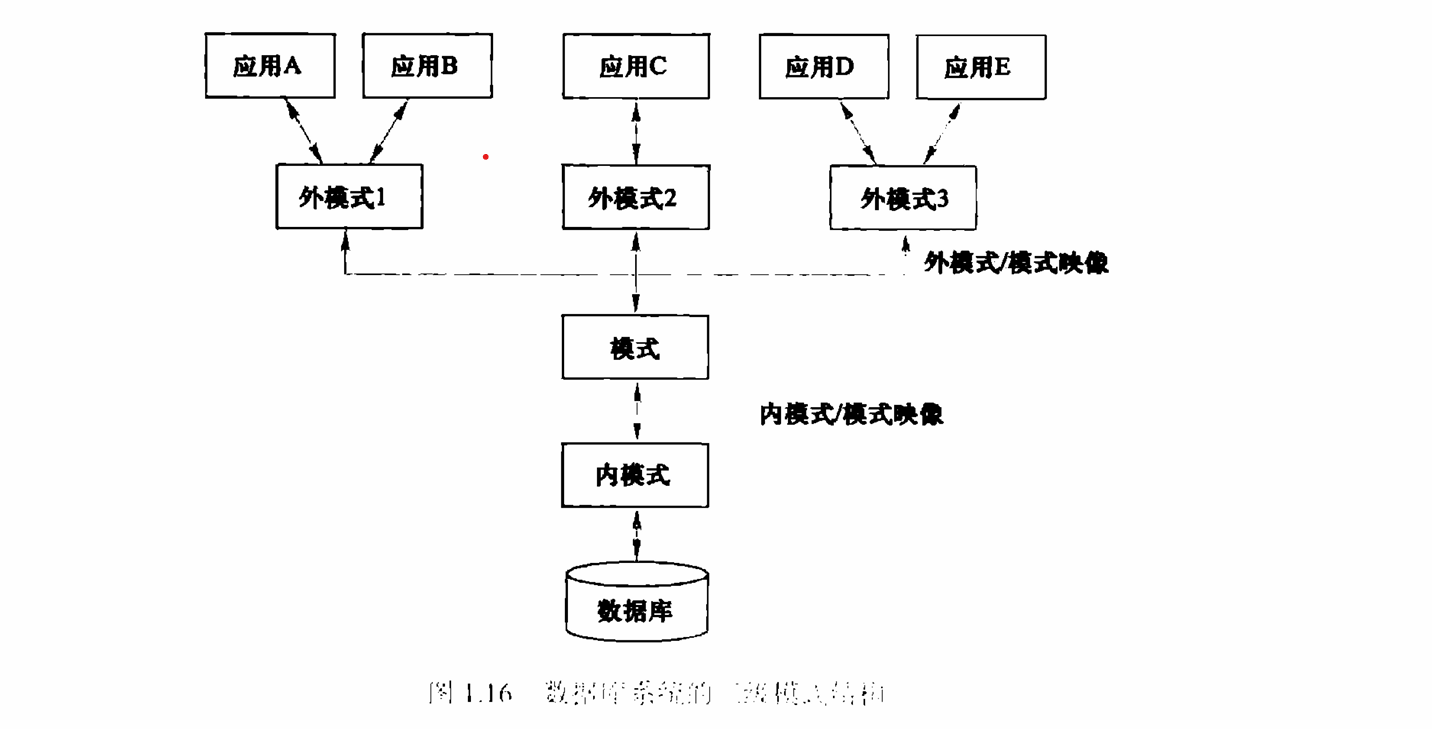 应用A 应用B 应用C 应用D 应用E
外模式1 外模式2 外模式3
外模式/模式映像
模式
内模式/模式映像
内模式
数据库
图 1.16 数据库系统的三级模式结构